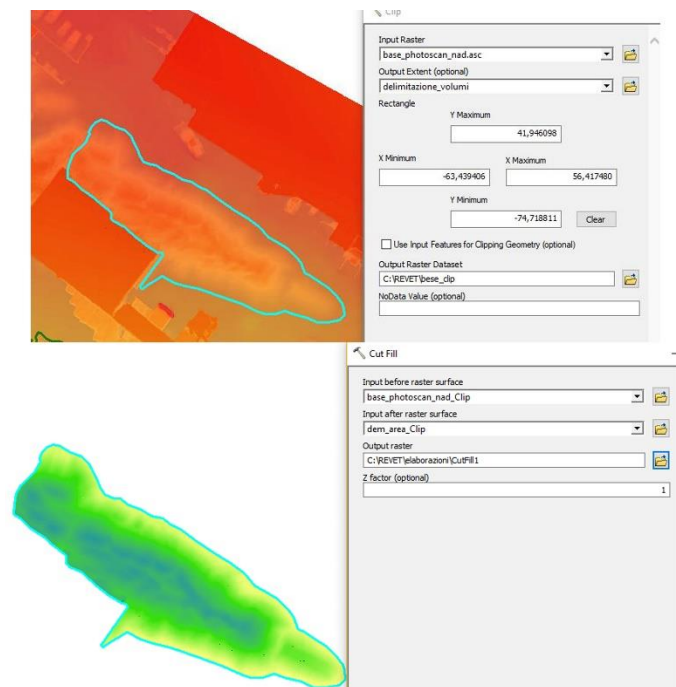 Clip
Input Raster
base_photoscan_nad.asc
Output Extent (optional)
delimitazione_volumi
Rectangle
Y Maximum
41,946098
X Minimum
X Maximum
-63,439406
56,417480
Y Minimum
-74,718811
Clear
Use Input Features for Clipping Geometry (optional)
Output Raster Dataset
C:\REVET\bese_clip
NoData Value (optional)
Cut Fill
Input before raster surface
base_photoscan_nad_Clip
Input after raster surface
dem_area_Clip
Output raster
C:\REVET\elaborazioni\CutFill1
Z factor (optional)
1